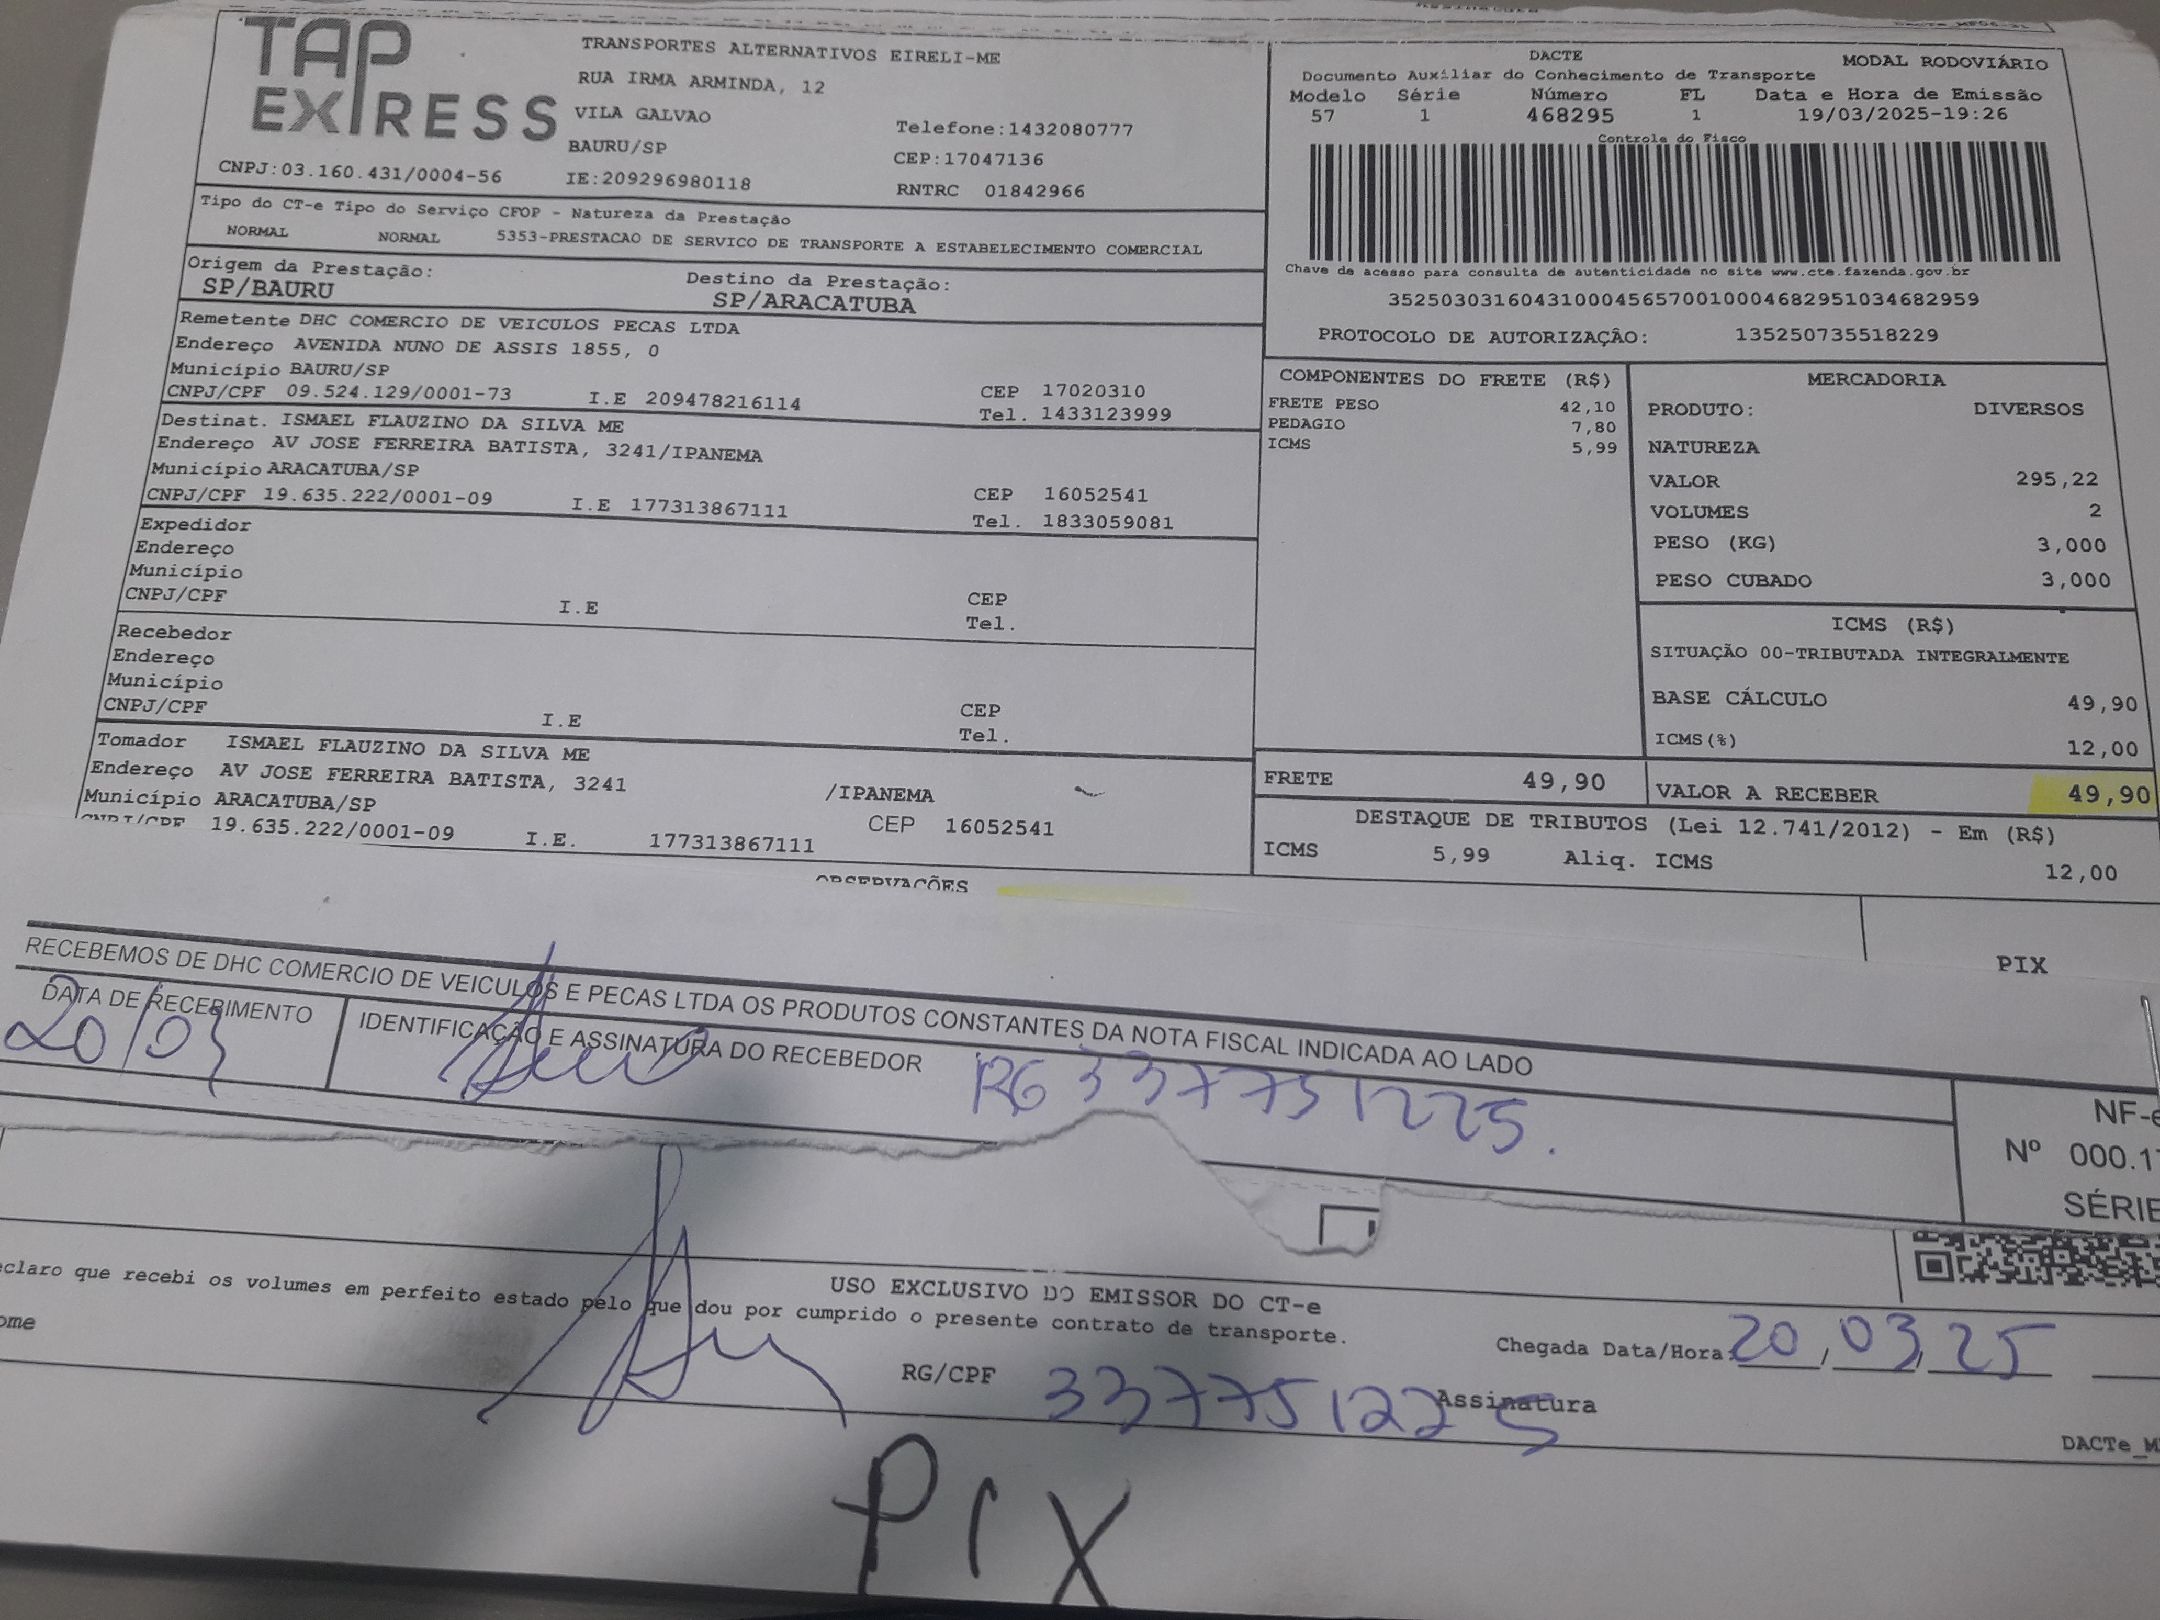 TAP EXPRESS
TRANSPORTES ALTERNATIVOS EIRELI-ME
RUA IRMA ARMINDA, 12
VILA GALVAO
BAURU/SP
Telefone:1432080777
CEP:17047136
CNPJ:03.160.431/0004-56 IE:209296980118 RNTRC 01842966
DACTE MODAL RODOVIÁRIO
Documento Auxiliar do Conhecimento de Transporte
Modelo Série Número FL Data e Hora de Emissão
57 1 468295 1 19/03/2025-19:26
Controle do Fisco
Chave de acesso para consulta de autenticidade no site www.cte.fazenda.gov.br
35250303160431000456570010004682951034682959
PROTOCOLO DE AUTORIZAÇÃO: 135250735518229
Tipo do CT-e Tipo do Serviço CFOP - Natureza da Prestação
NORMAL NORMAL 5353-PRESTACAO DE SERVICO DE TRANSPORTE A ESTABELECIMENTO COMERCIAL
Origem da Prestação: Destino da Prestação:
SP/BAURU SP/ARACATUBA
Remetente DHC COMERCIO DE VEICULOS PECAS LTDA
Endereço AVENIDA NUNO DE ASSIS 1855, 0
Município BAURU/SP CEP 17020310
CNPJ/CPF 09.524.129/0001-73 I.E 209478216114 Tel. 1433123999
Destinat. ISMAEL FLAUZINO DA SILVA ME
Endereço AV JOSE FERREIRA BATISTA, 3241/IPANEMA
Município ARACATUBA/SP CEP 16052541
CNPJ/CPF 19.635.222/0001-09 I.E 177313867111 Tel. 1833059081
Expedidor
Endereço
Município CEP
CNPJ/CPF I.E Tel.
Recebedor
Endereço
Município CEP
CNPJ/CPF I.E Tel.
Tomador ISMAEL FLAUZINO DA SILVA ME
Endereço AV JOSE FERREIRA BATISTA, 3241 /IPANEMA
Município ARACATUBA/SP CEP 16052541
CNPJ/CPF 19.635.222/0001-09 I.E. 177313867111
COMPONENTES DO FRETE (R$)
FRETE PESO 42,10
PEDAGIO 7,80
ICMS 5,99
MERCADORIA
PRODUTO: DIVERSOS
NATUREZA
VALOR 295,22
VOLUMES 2
PESO (KG) 3,000
PESO CUBADO 3,000
ICMS (R$)
SITUAÇÃO 00-TRIBUTADA INTEGRALMENTE
BASE CÁLCULO 49,90
ICMS(%) 12,00
FRETE 49,90 VALOR A RECEBER 49,90
DESTAQUE DE TRIBUTOS (Lei 12.741/2012) - Em (R$)
ICMS 5,99 Aliq. ICMS 12,00
OBSERVAÇÕES
PIX
RECEBEMOS DE DHC COMERCIO DE VEICULOS E PECAS LTDA OS PRODUTOS CONSTANTES DA NOTA FISCAL INDICADA AO LADO
DATA DE RECEBIMENTO IDENTIFICAÇÃO E ASSINATURA DO RECEBEDOR
20/03 RG 337751225.
NF-e
Nº 000.17
SÉRIE
USO EXCLUSIVO DO EMISSOR DO CT-e
eclaro que recebi os volumes em perfeito estado pelo que dou por cumprido o presente contrato de transporte.
ome RG/CPF 337751225 Assinatura
Chegada Data/Hora: 20,03,25
DACTe_M
PIX